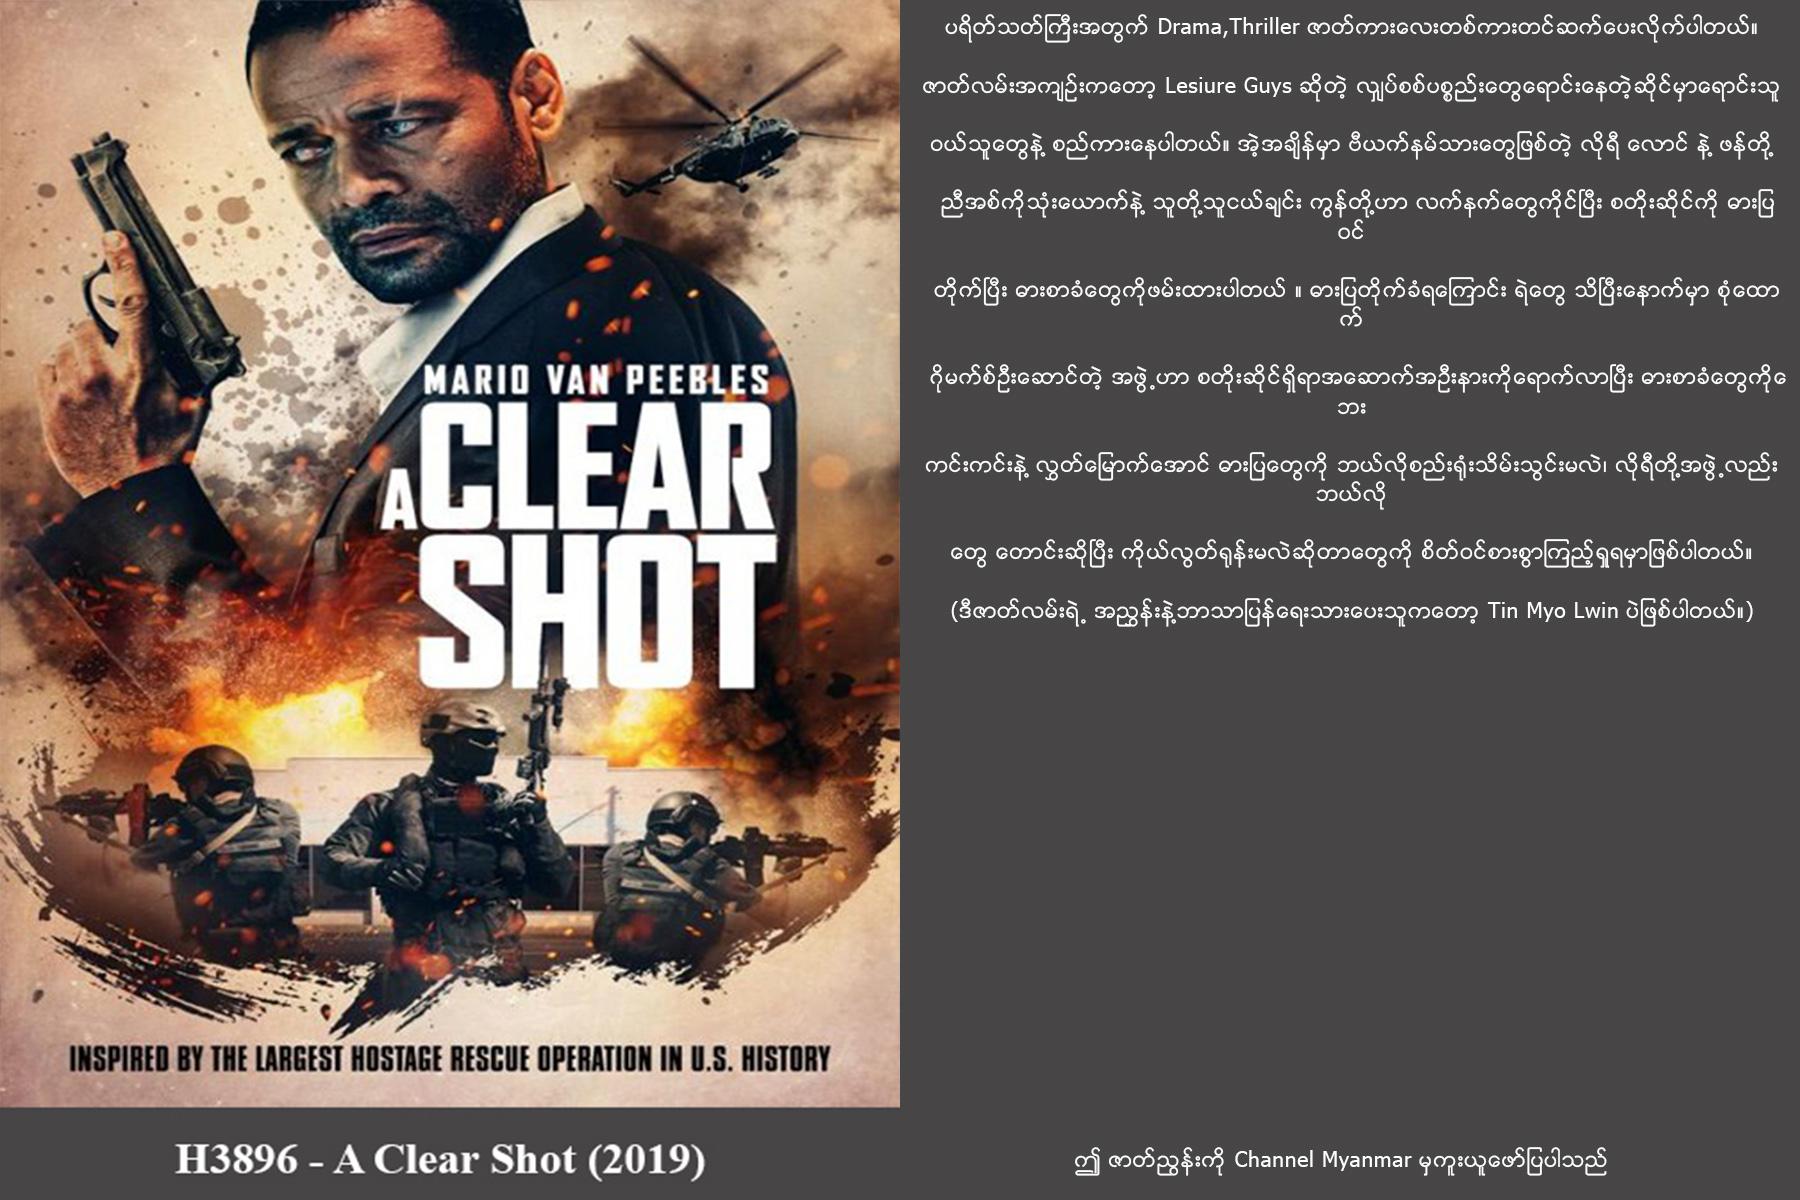 MARIO VAN PEEBLES
A CLEAR
SHOT
INSPIRED BY THE LARGEST HOSTAGE RESCUE OPERATION IN U.S. HISTORY
H3896 - A Clear Shot (2019)
ပရိတ်သတ်ကြီးအတွက် Drama,Thriller ဇာတ်ကားလေးတစ်ကားတင်ဆက်ပေးလိုက်ပါတယ်။
ဇာတ်လမ်းအကျဉ်းကတော့ Lesiure Guys ဆိုတဲ့ လျှပ်စစ်ပစ္စည်းတွေရောင်းနေတဲ့ဆိုင်မှာရောင်းသူ
ဝယ်သူတွေနဲ့ စည်ကားနေပါတယ်။ အဲ့အချိန်မှာ ဗီယက်နမ်သားတွေဖြစ်တဲ့ လိုရီ လောင် နဲ့ ဖန်တို့
ညီအစ်ကိုသုံးယောက်နဲ့ သူတို့သူငယ်ချင်း ကွန်တို့ဟာ လက်နက်တွေကိုင်ပြီး စတိုးဆိုင်ကို ဓားပြ
ဝင်
တိုက်ပြီး ဓားစာခံတွေကိုဖမ်းထားပါတယ် ။ ဓားပြတိုက်ခံရကြောင်း ရဲတွေ သိပြီးနောက်မှာ စုံထော
က်
ဂိုမက်စ်ဦးဆောင်တဲ့ အဖွဲ့ဟာ စတိုးဆိုင်ရှိရာအဆောက်အဦးနားကိုရောက်လာပြီး ဓားစာခံတွေကိုေ
ဘး
ကင်းကင်းနဲ့ လွှတ်မြောက်အောင် ဓားပြတွေကို ဘယ်လိုစည်းရုံးသိမ်းသွင်းမလဲ၊ လိုရီတို့အဖွဲ့လည်း
ဘယ်လို
တွေ တောင်းဆိုပြီး ကိုယ်လွတ်ရုန်းမလဲဆိုတာတွေကို စိတ်ဝင်စားစွာကြည့်ရှုရမှာဖြစ်ပါတယ်။
(ဒီဇာတ်လမ်းရဲ့ အညွှန်းနဲ့ဘာသာပြန်ရေးသားပေးသူကတော့ Tin Myo Lwin ပဲဖြစ်ပါတယ်။)
ဤ ဇာတ်ညွှန်းကို Channel Myanmar မှကူးယူဖော်ပြပါသည်